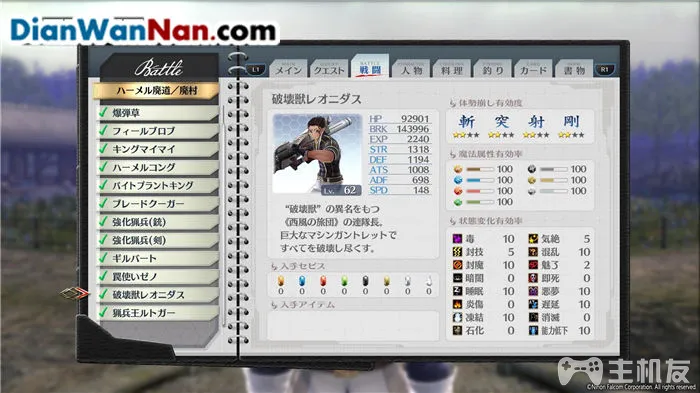 DianWanNan.com
Battle
L1
メイン
クエスト
BATTLE
戦闘
人物
料理
釣り
カード
書物
R1
ハーメル廃道/廃村
爆弾草
フィールプロブ
キングマイマイ
ハーメルコング
バイトプラントキング
ブレードクーガー
強化猟兵(銃)
強化猟兵(剣)
ギルバート
罠使いゼノ
破壊獣レオニダス
猟兵王ルトガー
破壊獣レオニダス
Lv. 62
HP 92901
BRK 143996
EXP 2240
STR 1318
DEF 1194
ATS 1008
ADF 698
SPD 148
“破壊獣”の異名をもつ
《西風の旅団》の連隊長。
巨大なマシンガントレットで
すべてを破壊し尽くす。
入手セピス
0 0 0 0 0 0 0
入手アイテム
体勢崩し有効度
斬 突 射 剛
魔法属性有効率
100 100
100 100
100 100
100
状態変化有効率
毒 10 気絶 5
封技 5 混乱 10
封魔 10 魅了 2
暗闇 0 即死 0
睡眠 10 悪夢 10
炎傷 0 遅延 10
凍結 10 消滅 0
石化 0 能力低下 10
主机友
©Nihon Falcom Corporation. All rights reserved.